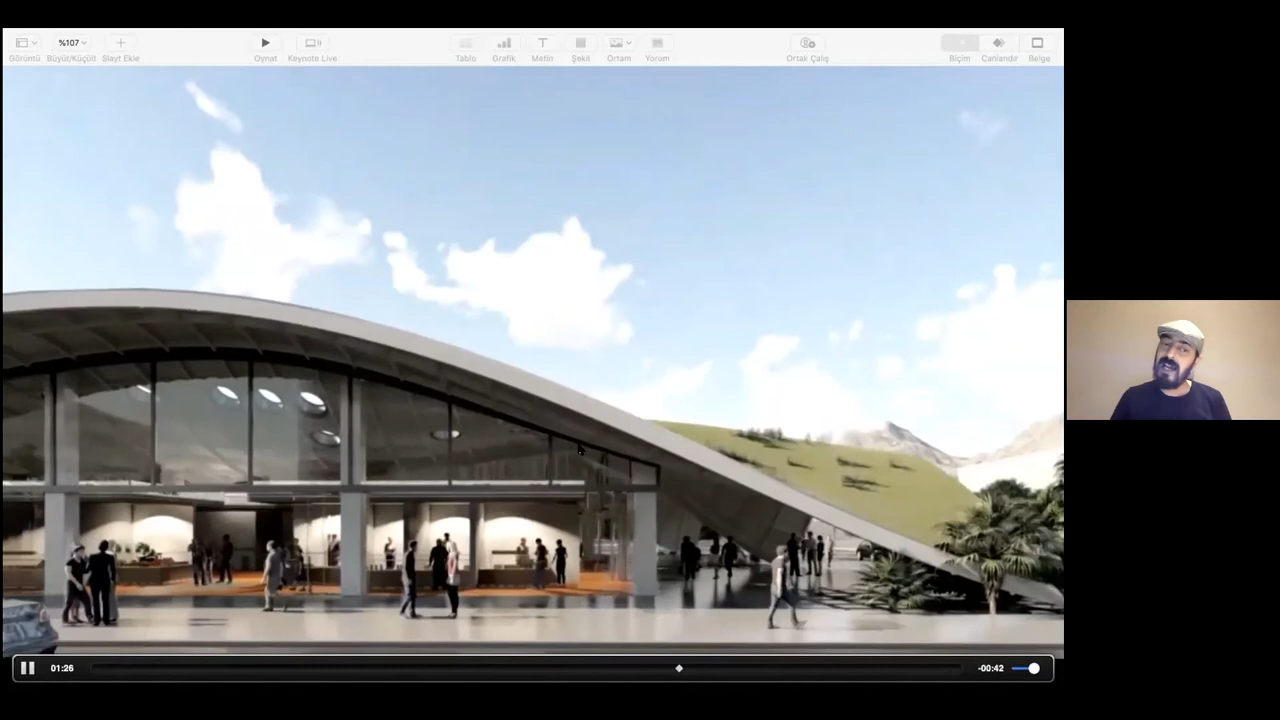 %107
Görüntü Büyüt/Küçült Slayt Ekle Oynat Keynote Live Tablo Grafik Metin Şekil Ortam Yorum Ortak Çalış Biçim Canlandır Belge
01:26 -00:42